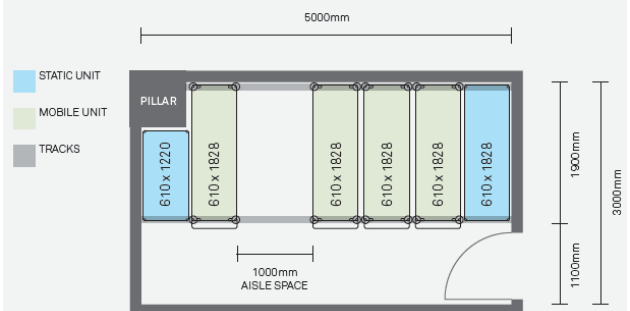 5000mm
STATIC UNIT
MOBILE UNIT
TRACKS
PILLAR
610 x 1220
610 x 1828
610 x 1828
610 x 1828
610 x 1828
610 x 1828
1900mm
3000mm
1100mm
1000mm
AISLE SPACE